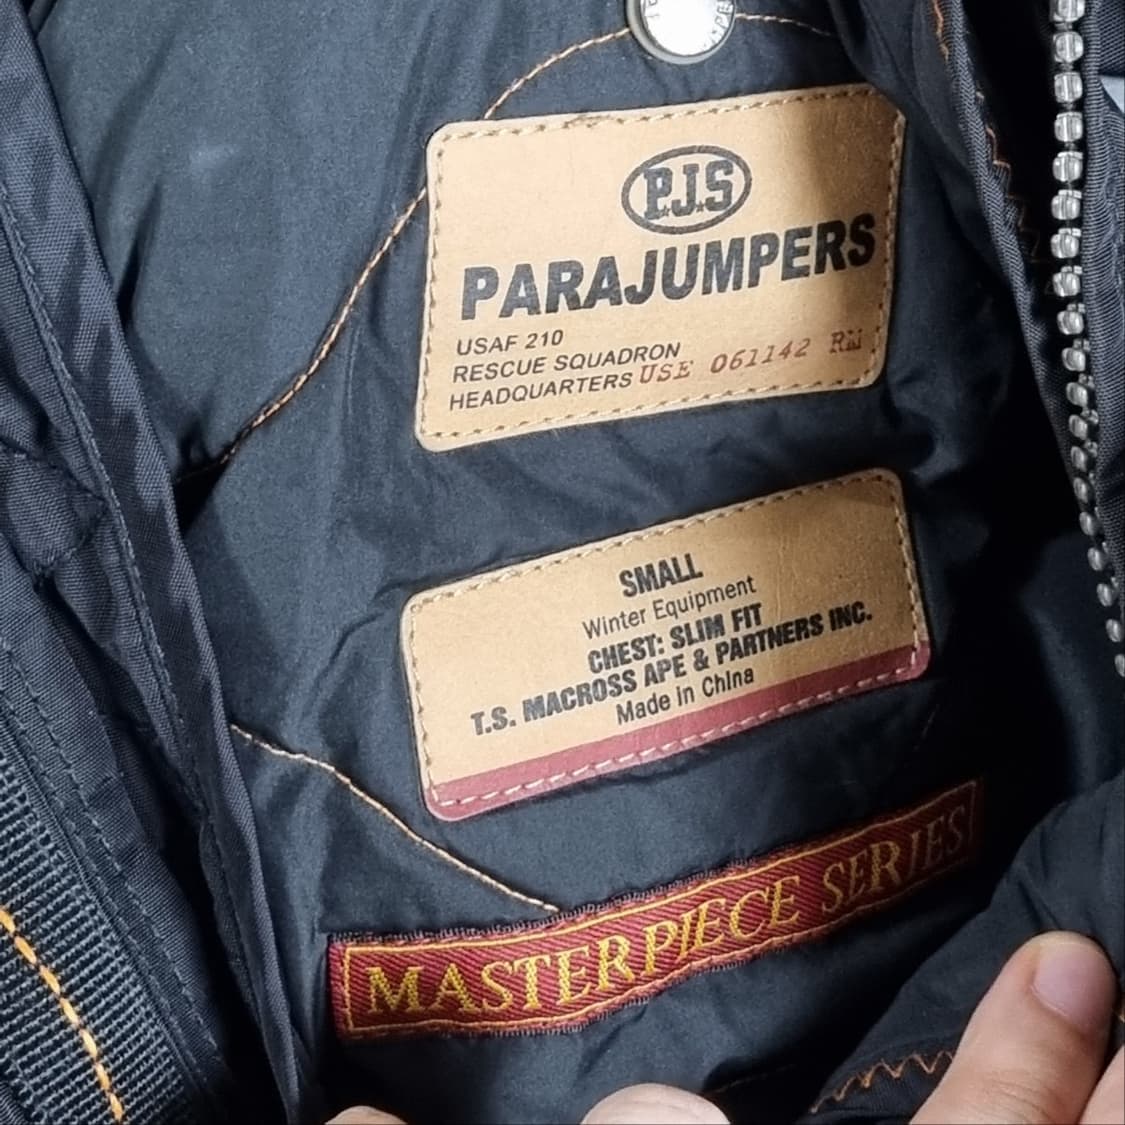 P.J.S
PARAJUMPERS
USAF 210
RESCUE SQUADRON
HEADQUARTERS USE 061142 RM
SMALL
Winter Equipment
CHEST: SLIM FIT
T.S. MACROSS APE & PARTNERS INC.
Made in China
MASTERPIECE SERIES